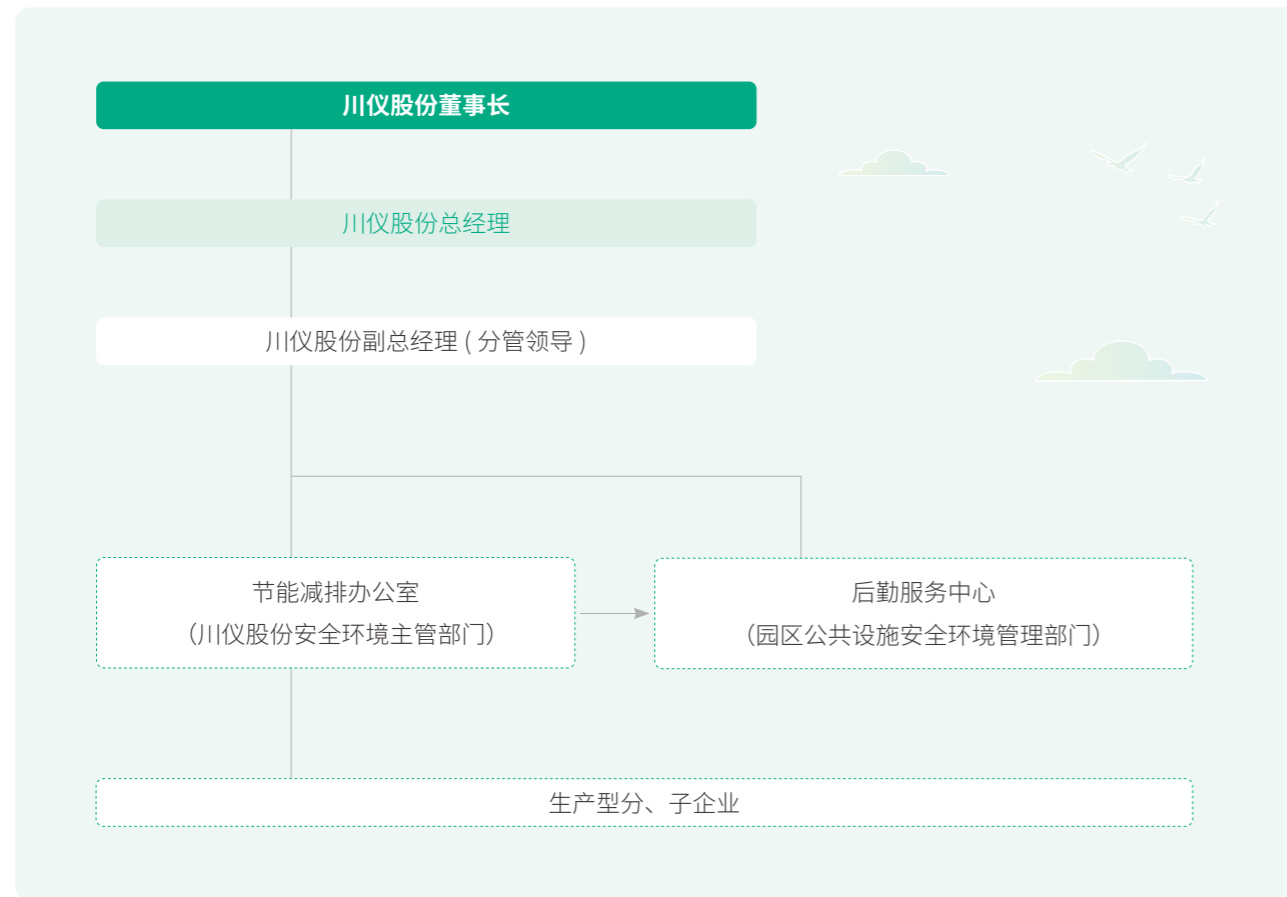 川仪股份董事长
川仪股份总经理
川仪股份副总经理 ( 分管领导 )
节能减排办公室
（川仪股份安全环境主管部门）
后勤服务中心
（园区公共设施安全环境管理部门）
生产型分、子企业